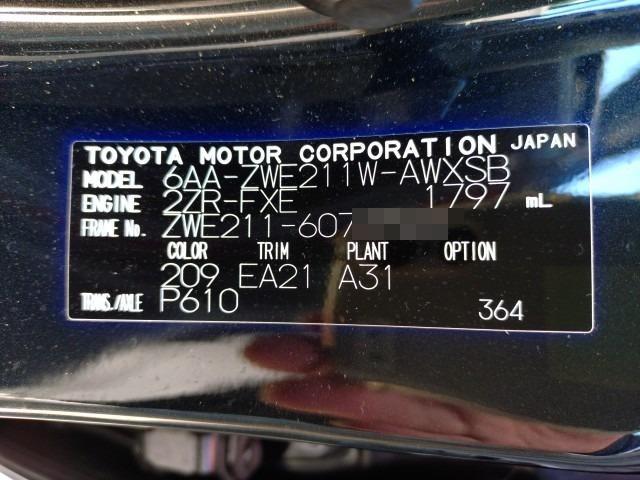 TOYOTA MOTOR CORPORATION JAPAN
MODEL 6AA-ZWE211W-AWXSB
ENGINE 2ZR-FXE 1797 mL
FRAME No. ZWE211-607
COLOR TRIM PLANT OPTION
209 EA21 A31
TRANS./AXLE P610
364